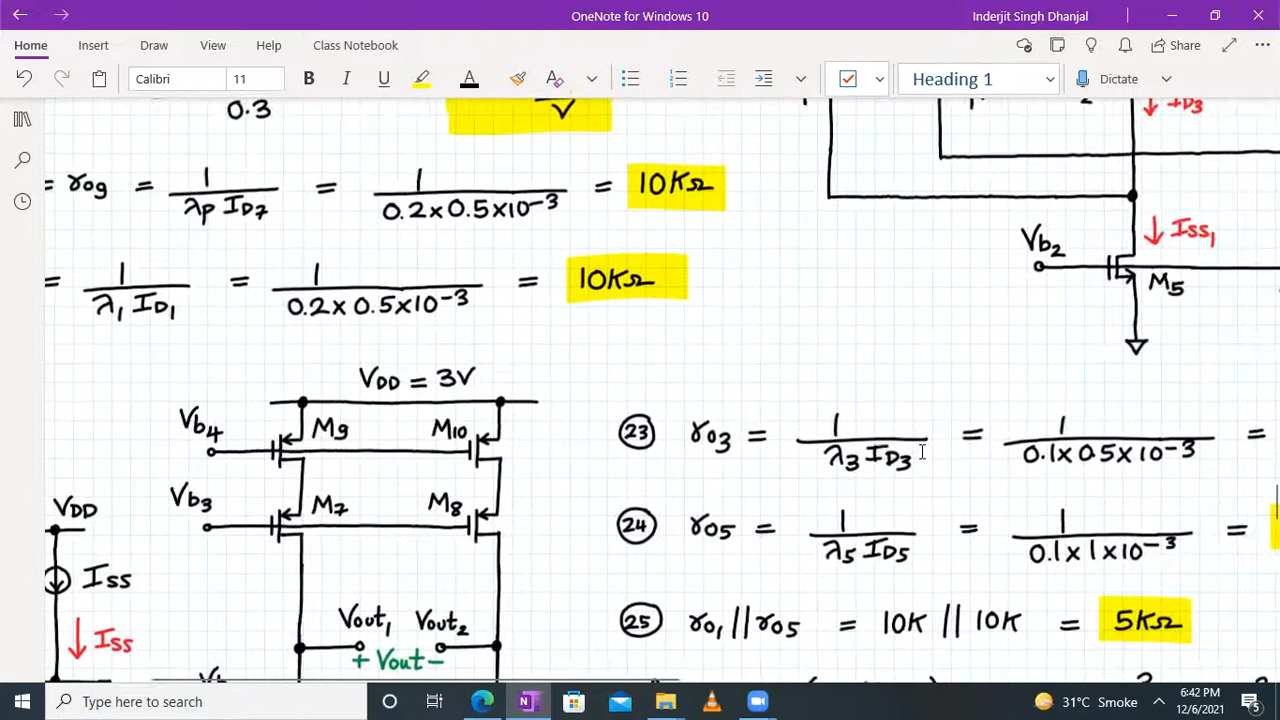 OneNote for Windows 10
Inderjit Singh Dhanjal
Home Insert Draw View Help Class Notebook
Share
Calibri 11 B I U A A Heading 1 Dictate
0.3
V
= ro9 = 1 / λp ID7 = 1 / 0.2 x 0.5 x 10^-3 = 10KΩ
= 1 / λ1 ID1 = 1 / 0.2 x 0.5 x 10^-3 = 10KΩ
ID3
Vb2
ISS1
M5
VDD = 3V
Vb4 M9 M10
Vb3 M7 M8
VDD
ISS
ISS
Vout1 Vout2
+ Vout -
23 ro3 = 1 / λ3 ID3 = 1 / 0.1 x 0.5 x 10^-3 =
24 ro5 = 1 / λ5 ID5 = 1 / 0.1 x 1 x 10^-3 =
25 ro1 || ro5 = 10K || 10K = 5KΩ
Type here to search
31°C Smoke
6:42 PM
12/6/2021
5